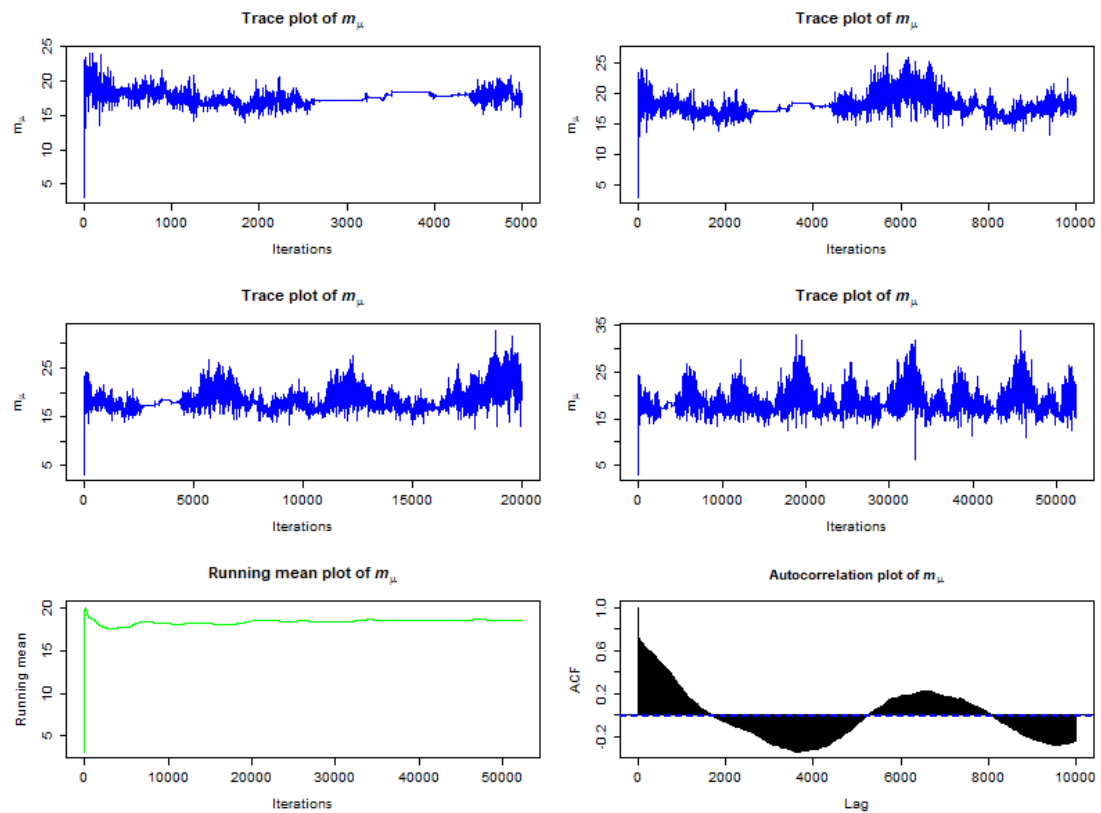 Trace plot of mμ
mμ
5 10 15 20 25
0 1000 2000 3000 4000 5000
Iterations
Trace plot of mμ
mμ
5 10 15 20 25
0 2000 4000 6000 8000 10000
Iterations
Trace plot of mμ
mμ
5 15 25
0 5000 10000 15000 20000
Iterations
Trace plot of mμ
mμ
5 15 25 35
0 10000 20000 30000 40000 50000
Iterations
Running mean plot of mμ
Running mean
5 10 15 20
0 10000 20000 30000 40000 50000
Iterations
Autocorrelation plot of mμ
ACF
-0.2 0.2 0.6 1.0
0 2000 4000 6000 8000 10000
Lag